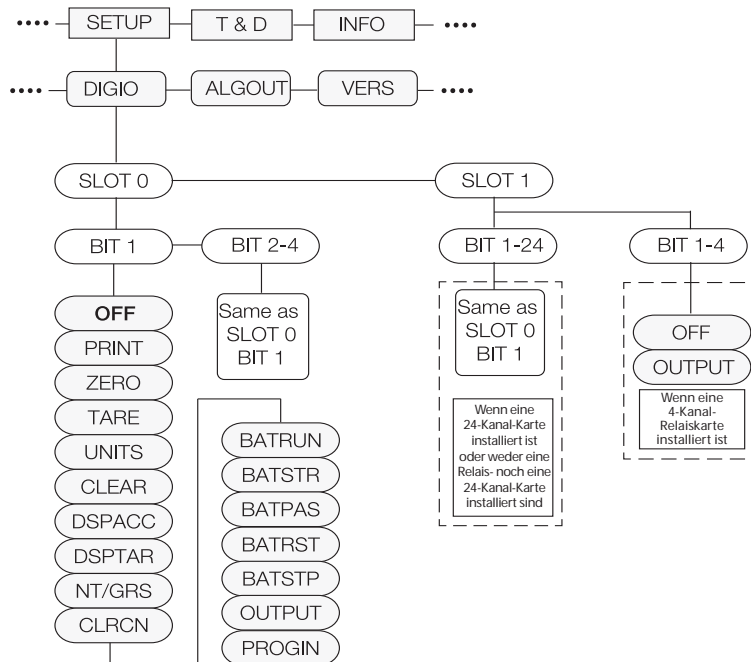 •••• SETUP T & D INFO ••••
•••• DIGIO ALGOUT VERS ••••
SLOT 0 SLOT 1
BIT 1 BIT 2-4 BIT 1-24 BIT 1-4
OFF
PRINT
ZERO
TARE
UNITS
CLEAR
DSPACC
DSPTAR
NT/GRS
CLRCN
Same as
SLOT 0
BIT 1
BATRUN
BATSTR
BATPAS
BATRST
BATSTP
OUTPUT
PROGIN
Same as
SLOT 0
BIT 1
Wenn eine
24-Kanal-Karte
installiert ist
oder weder eine
Relais- noch eine
24-Kanal-Karte
installiert sind
OFF
OUTPUT
Wenn eine
4-Kanal-
Relaiskarte
installiert ist